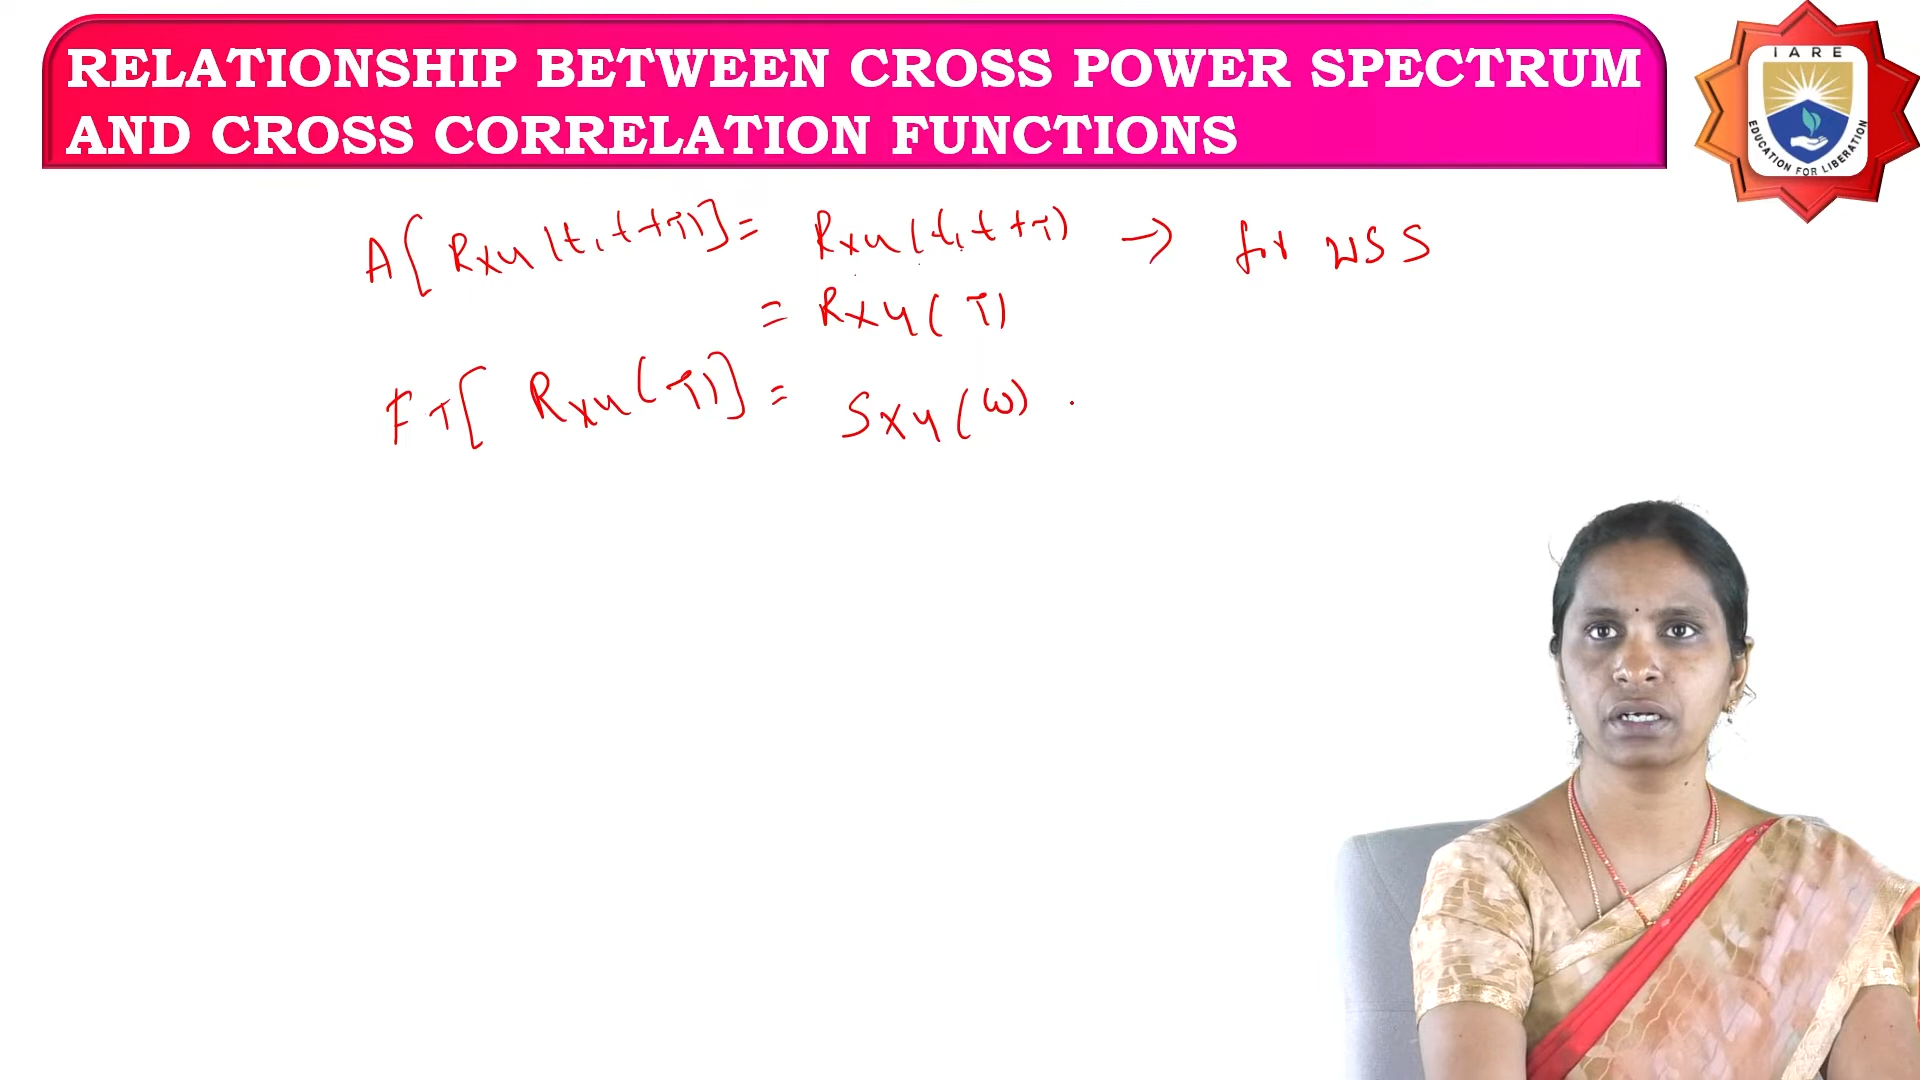 RELATIONSHIP BETWEEN CROSS POWER SPECTRUM
AND CROSS CORRELATION FUNCTIONS
IARE
EDUCATION FOR LIBERATION
A[Rxy(t,t+τ)] = Rxy(t,t+τ) → for WSS
= Rxy(τ)
FT[Rxy(τ)] = Sxy(ω).